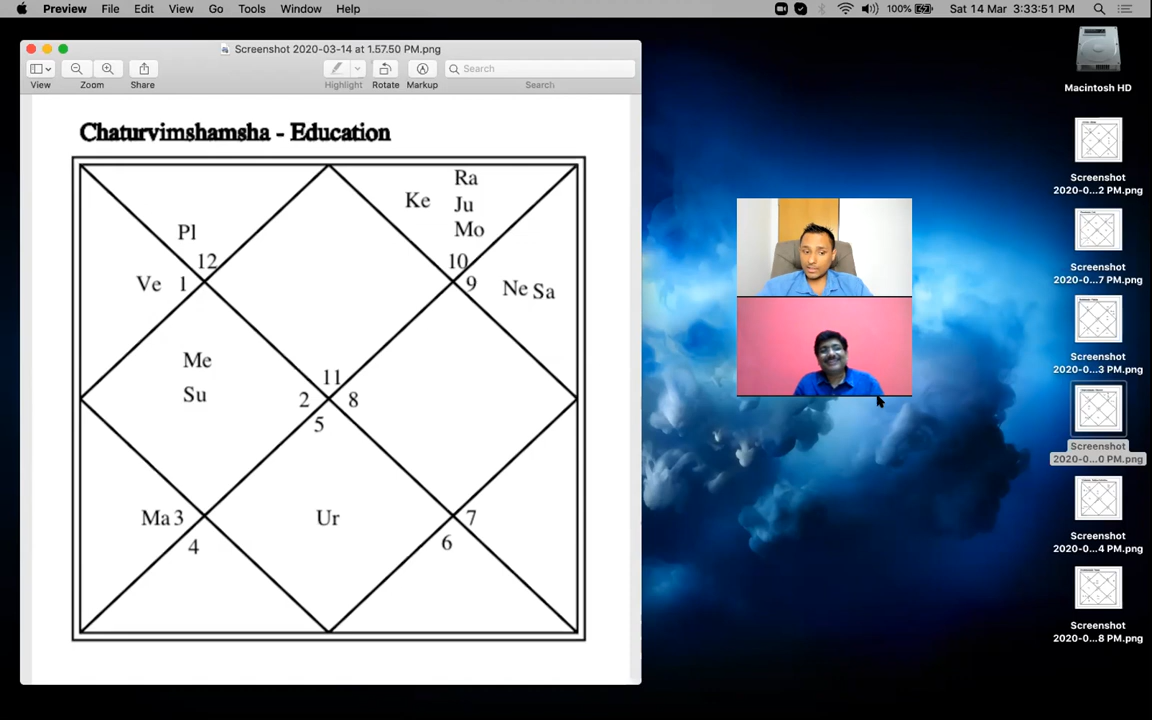 Preview File Edit View Go Tools Window Help 100% Sat 14 Mar 3:33:51 PM
Screenshot 2020-03-14 at 1.57.50 PM.png
Search
View Zoom Share Highlight Rotate Markup Search
Chaturvimshamsha - Education
Ra
Ke Ju
Mo
Pl
12 10
Ve 1 9 Ne Sa
Me
11
Su 2 8
5
Ma 3 Ur 7
4 6
Macintosh HD
Screenshot
2020-0...2 PM.png
Screenshot
2020-0...7 PM.png
Screenshot
2020-0...3 PM.png
Screenshot
2020-0...0 PM.png
Screenshot
2020-0...4 PM.png
Screenshot
2020-0...8 PM.png